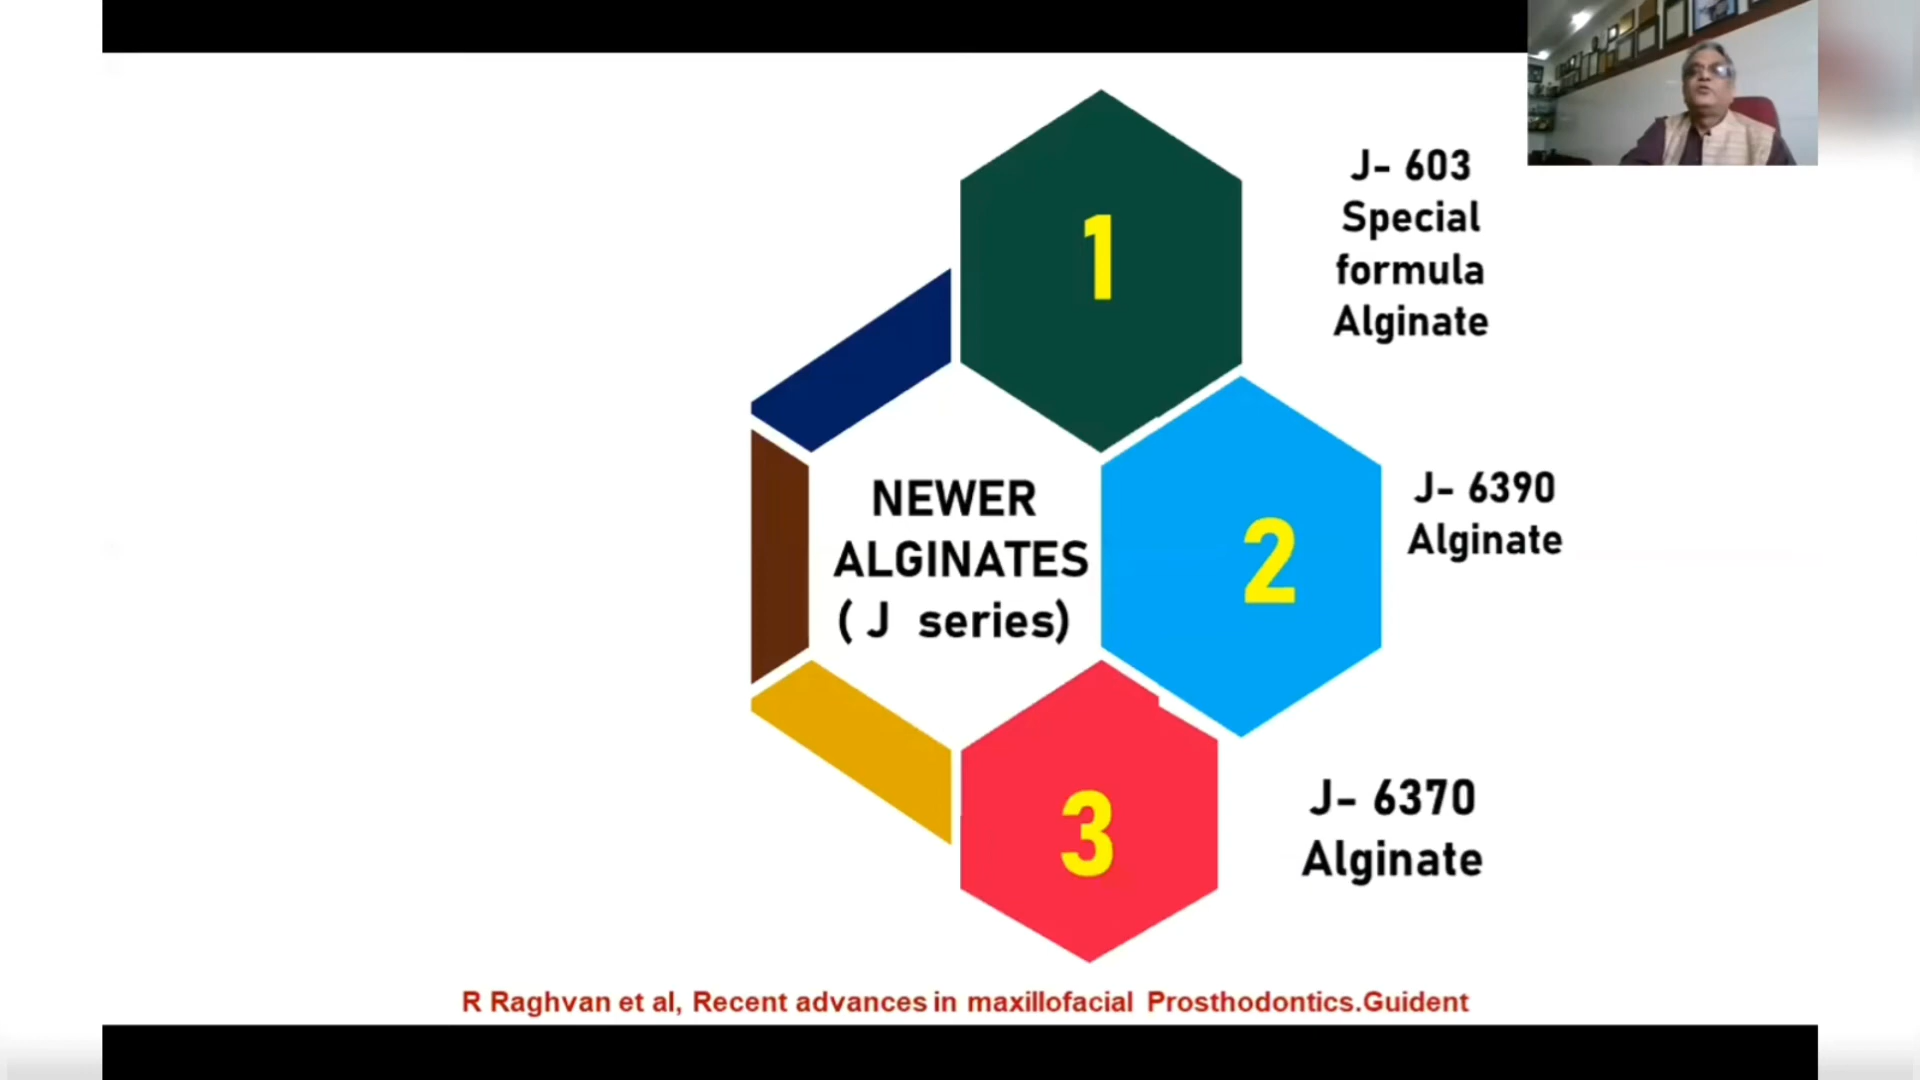 1
J- 603
Special
formula
Alginate
NEWER
ALGINATES
( J series)
2
J- 6390
Alginate
3
J- 6370
Alginate
R Raghvan et al, Recent advances in maxillofacial Prosthodontics.Guident